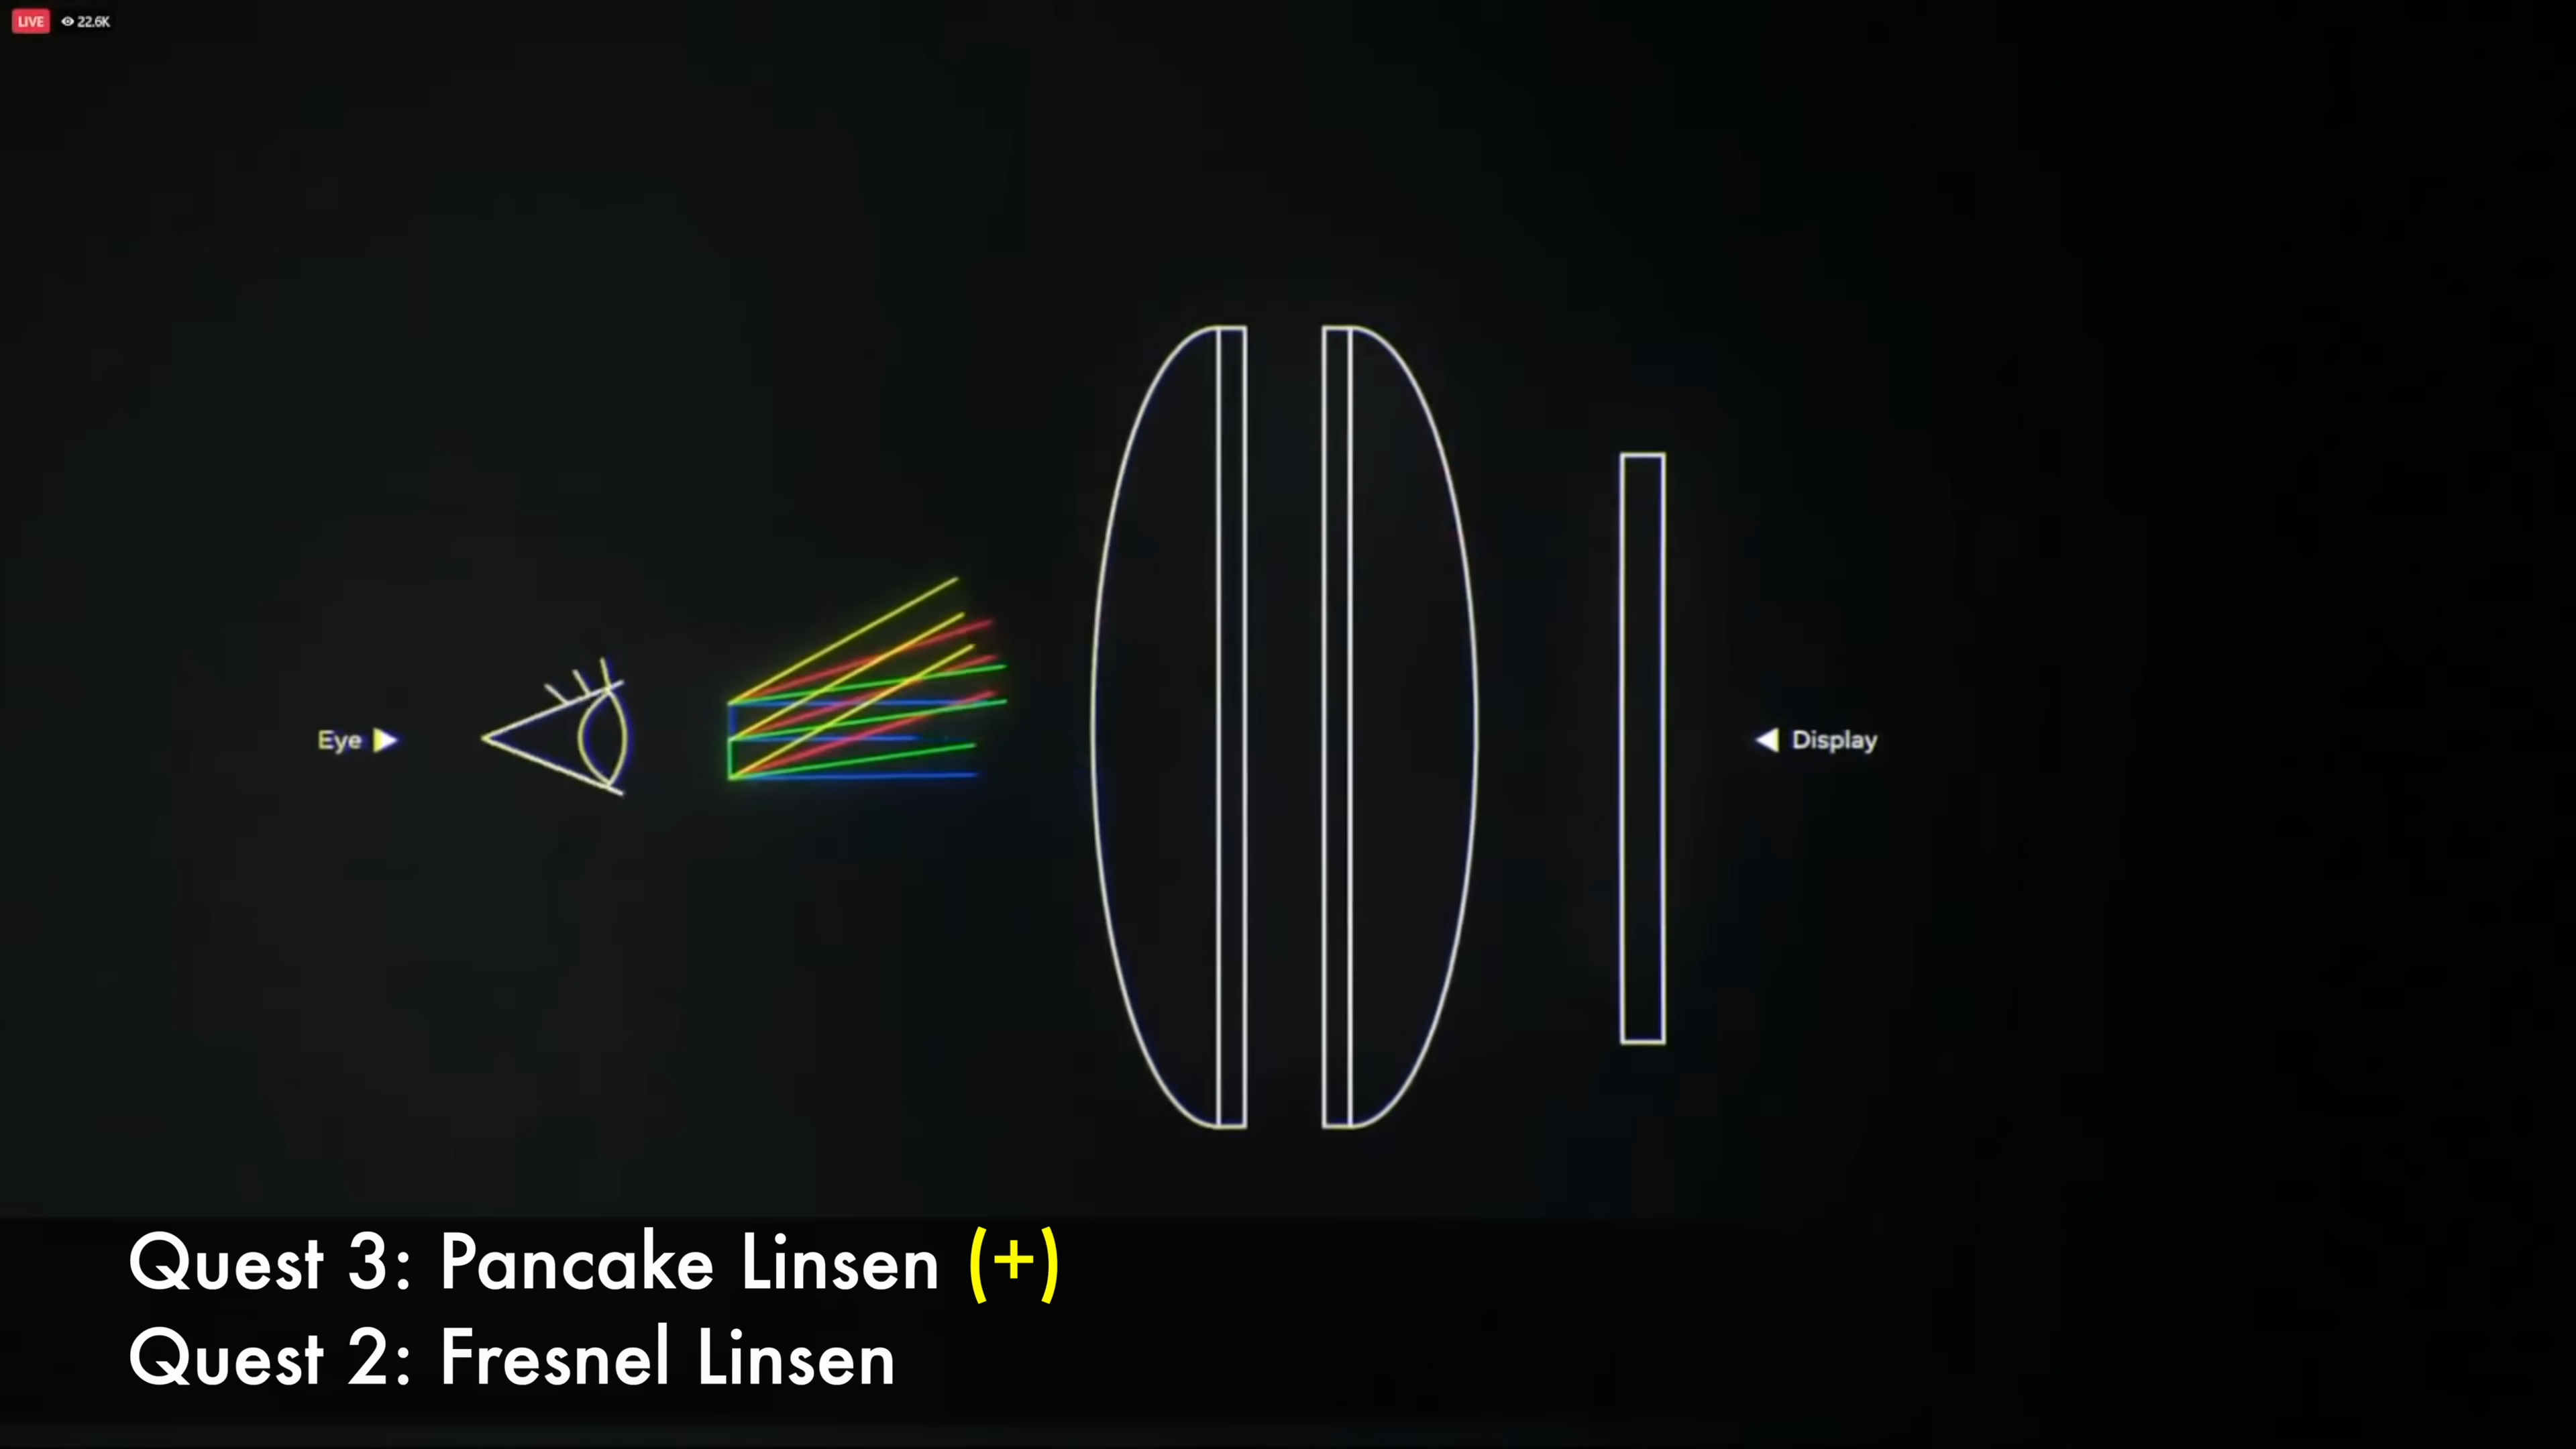 LIVE 22.6K
Eye
Display
Quest 3: Pancake Linsen (+)
Quest 2: Fresnel Linsen